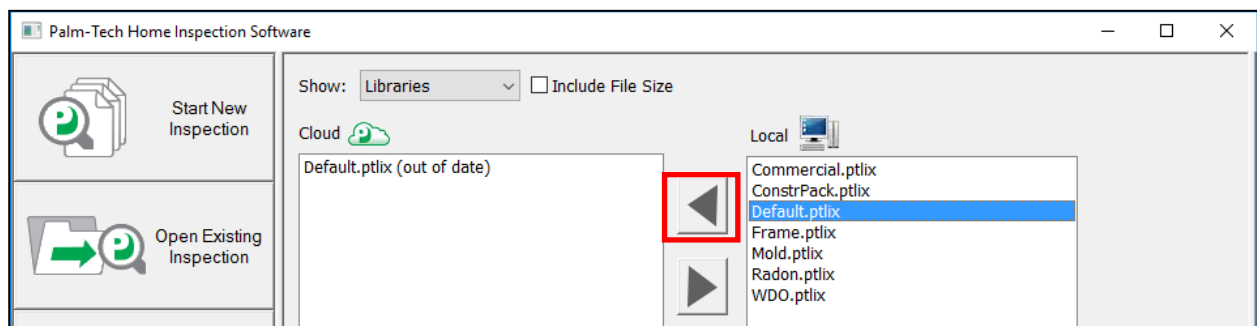 Palm-Tech Home Inspection Software
Start New
Inspection
Open Existing
Inspection
Show: Libraries Include File Size
Cloud
Default.ptlix (out of date)
Local
Commercial.ptlix
ConstrPack.ptlix
Default.ptlix
Frame.ptlix
Mold.ptlix
Radon.ptlix
WDO.ptlix